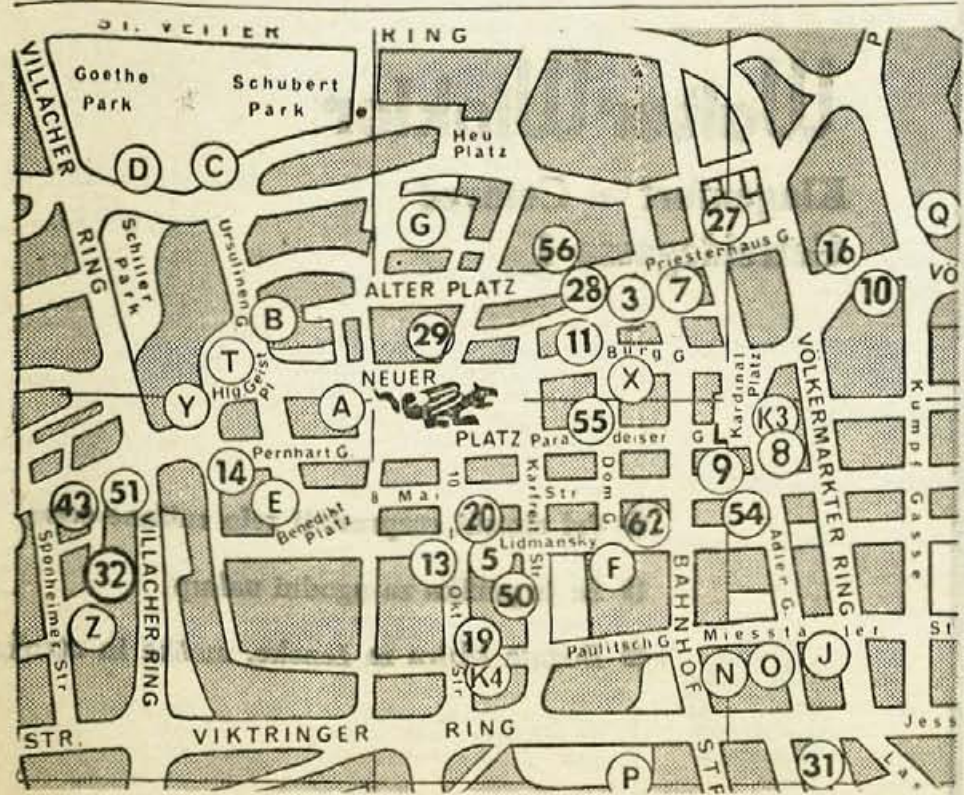 ST. VEITER RING
VILLACHER
Goethe
Park
Schubert
Park
Heu
Platz
D
C
G
27
Q
RING
Schiller
Park
Ursulinen G
56
Priesterhaus G.
16
ALTER PLATZ
28
3
7
10
VÖ
B
29
11
Burg G
T
Hlg Geist
Pl
NEUER
X
Kardinal
Platz
VÖLKERMARKTER RING
Kumpf Gasse
Y
A
K3
PLATZ
Paradeiser G
55
L
8
9
Pernhart G.
14
E
43
51
8 Mai Str
10 Okt Str
Karfreit Str
Dom G
20
62
54
Benedikt
Platz
Lidmansky
Adler G.
13
5
F
BAHNHOF
STR
32
50
Sponheimer Str
VILLACHER RING
Z
19
K4
Paulitsch G
Miesstaler St
N
O
J
STR.
VIKTRINGER RING
Jess
P
31